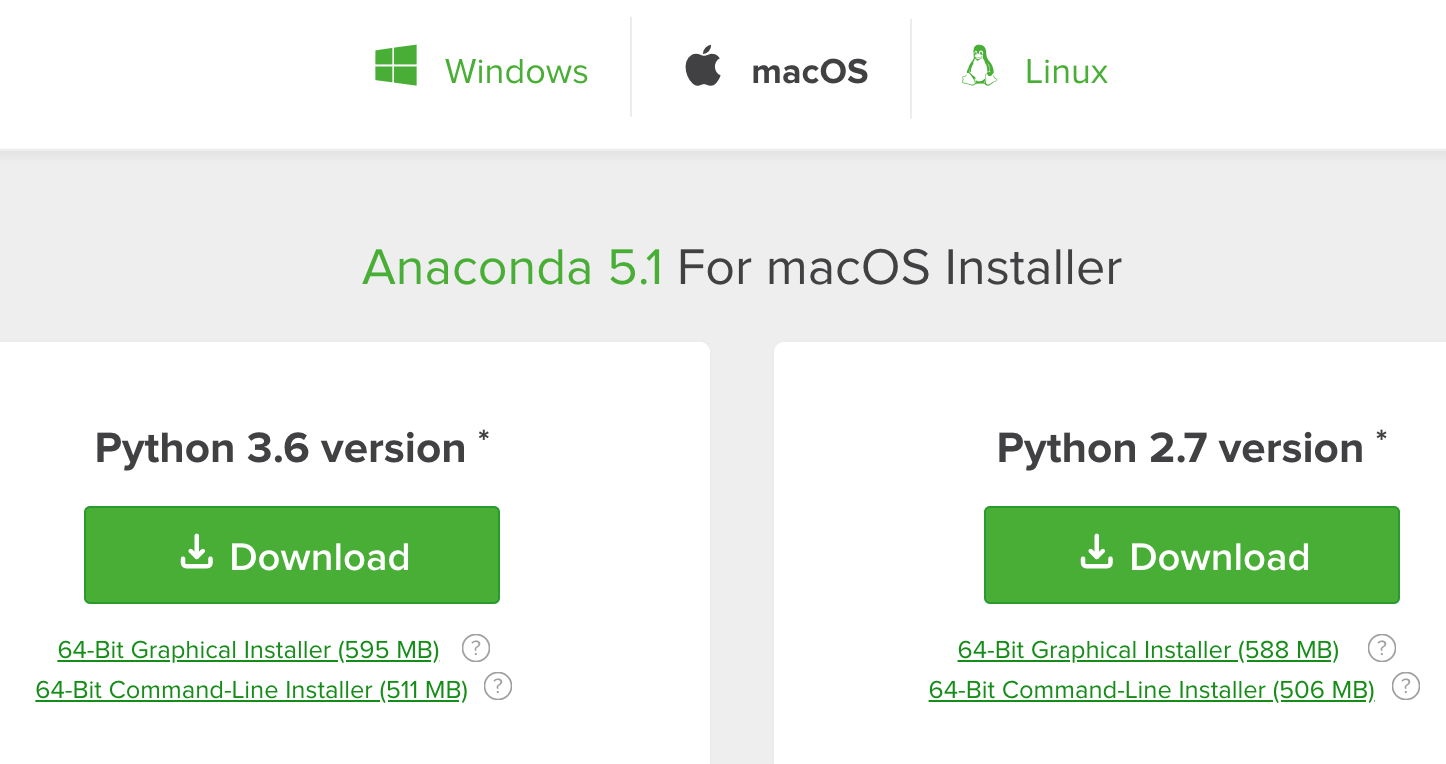 Windows
macOS
Linux
Anaconda 5.1 For macOS Installer
Python 3.6 version *
Download
64-Bit Graphical Installer (595 MB) ?
64-Bit Command-Line Installer (511 MB) ?
Python 2.7 version *
Download
64-Bit Graphical Installer (588 MB) ?
64-Bit Command-Line Installer (506 MB) ?